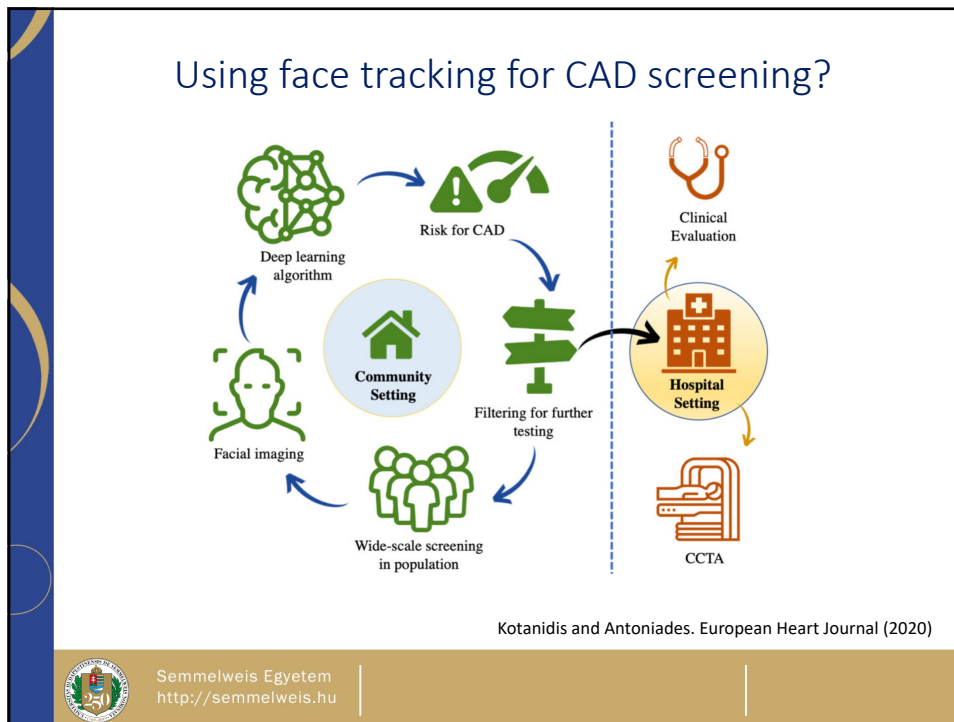 Using face tracking for CAD screening?
Deep learning
algorithm
Risk for CAD
Clinical
Evaluation
Community
Setting
Hospital
Setting
Facial imaging
Filtering for further
testing
Wide-scale screening
in population
CCTA
Kotanidis and Antoniades. European Heart Journal (2020)
250
Semmelweis Egyetem
http://semmelweis.hu